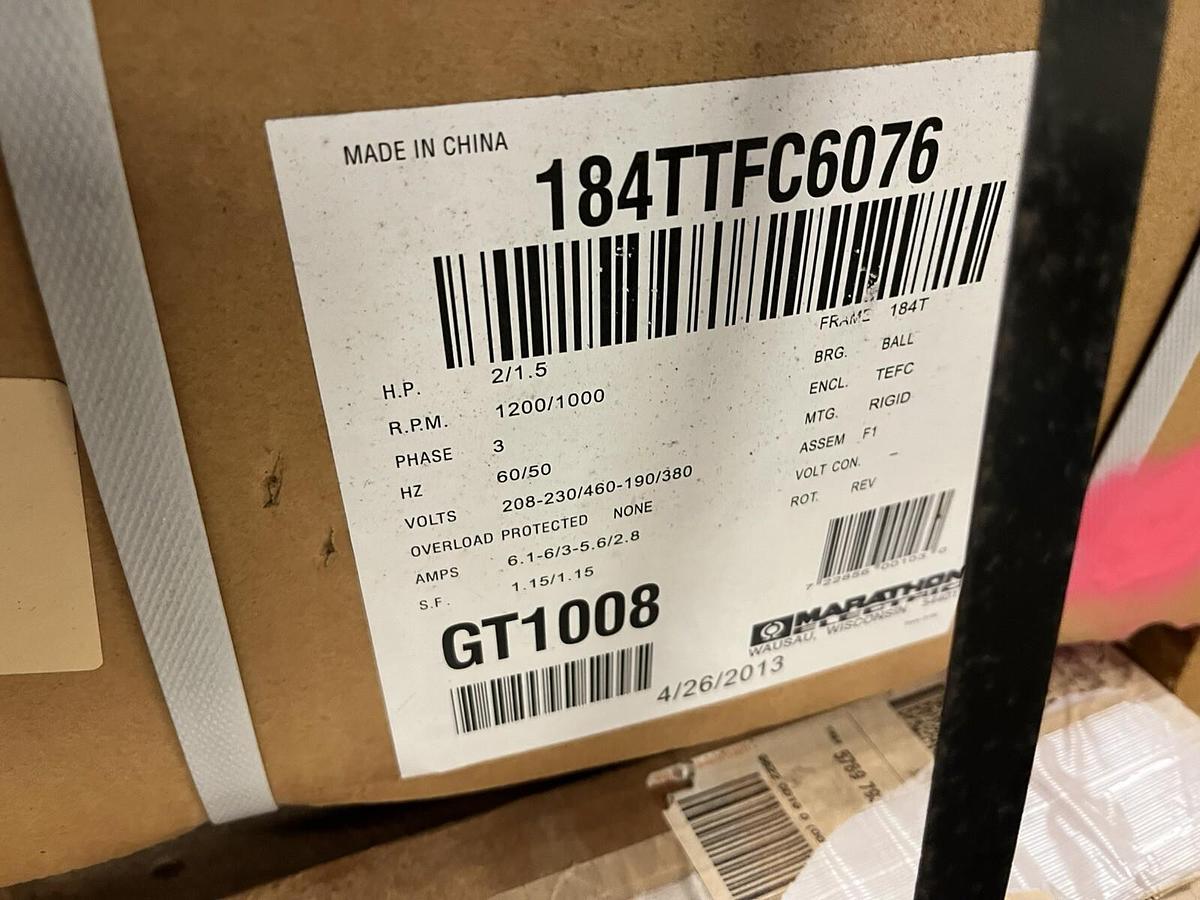 MADE IN CHINA
184TTFC6076
H.P. 2/1.5
R.P.M. 1200/1000
PHASE 3
HZ 60/50
VOLTS 208-230/460-190/380
OVERLOAD PROTECTED NONE
AMPS 6.1-6/3-5.6/2.8
S.F. 1.15/1.15
FRAME 184T
BRG. BALL
ENCL. TEFC
MTG. RIGID
ASSEM F1
VOLT CON. –
ROT. REV
GT1008
4/26/2013
MARATHON
ELECTRIC
WAUSAU, WISCONSIN